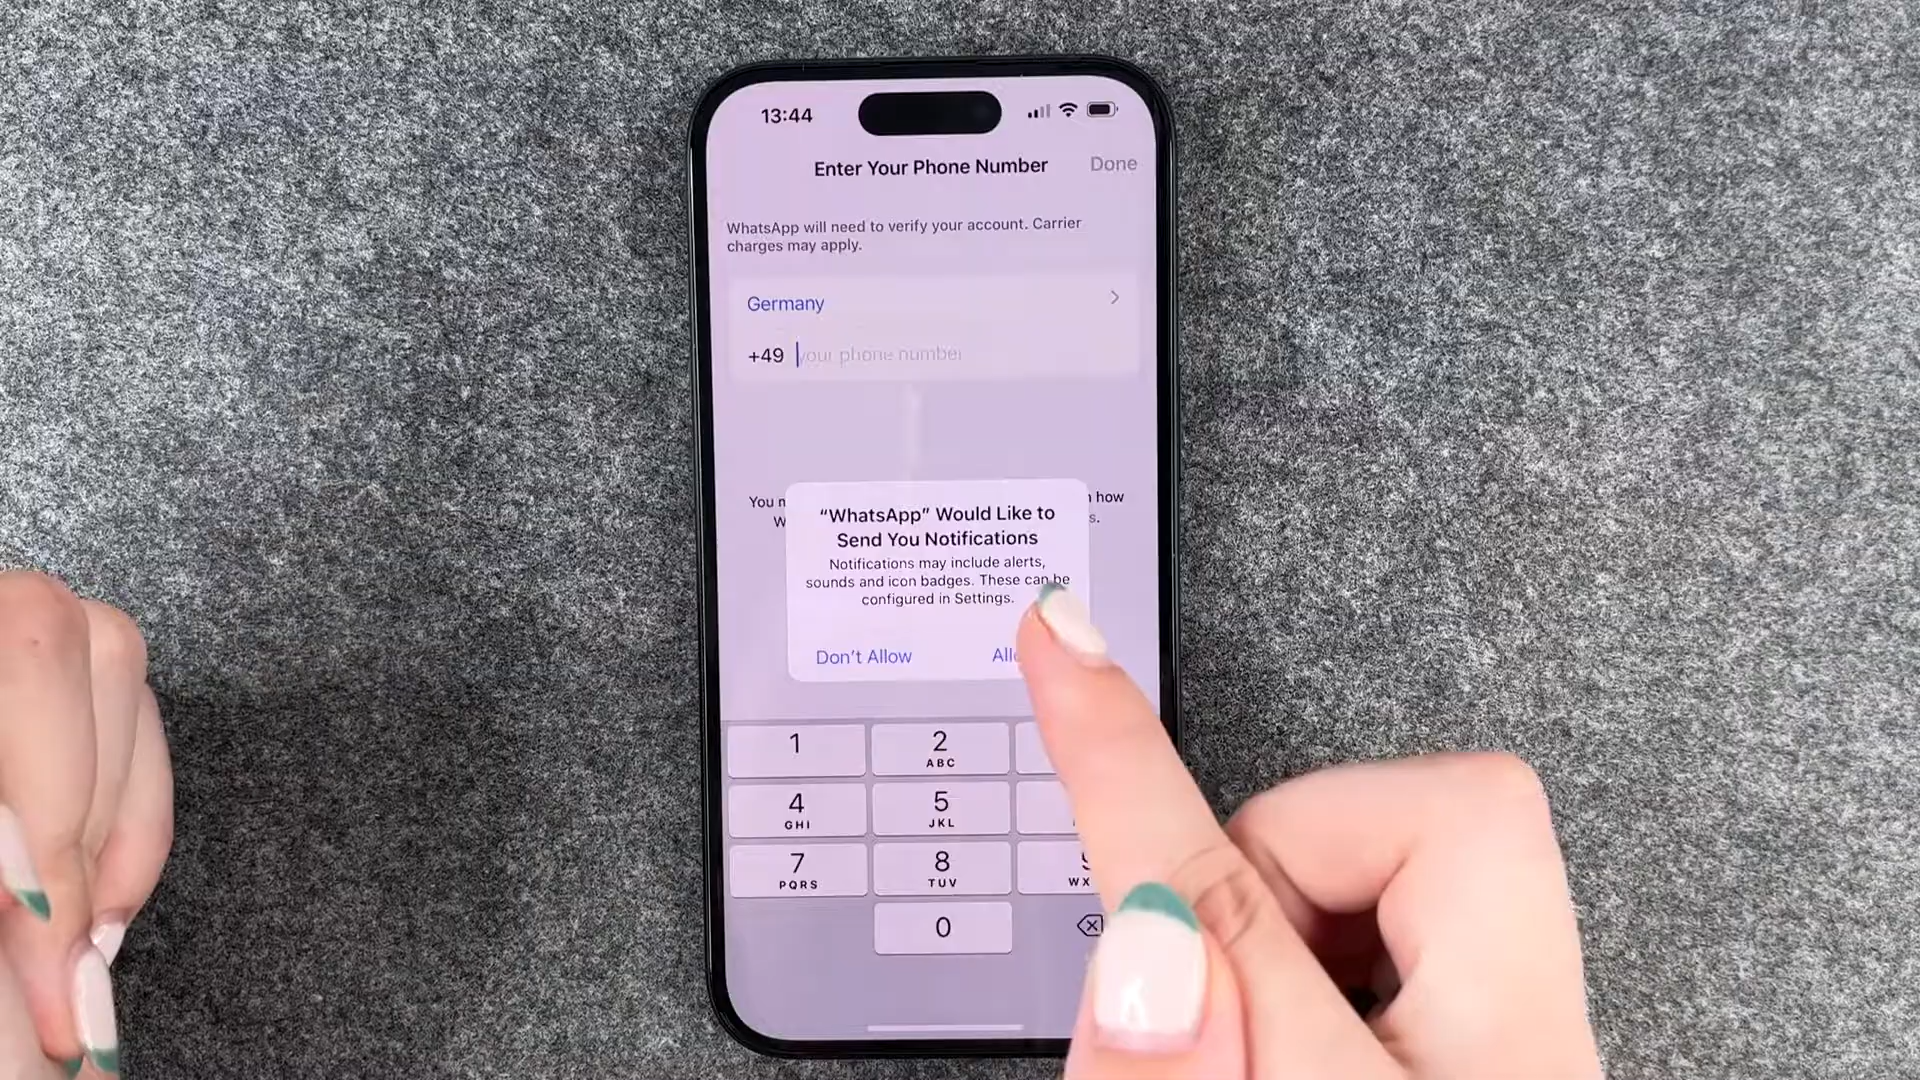 13:44
Enter Your Phone Number
Done
WhatsApp will need to verify your account. Carrier
charges may apply.
Germany
+49 your phone number
You
how
“WhatsApp” Would Like to
Send You Notifications
Notifications may include alerts,
sounds and icon badges. These can be
configured in Settings.
Don’t Allow
1
2
ABC
4
GHI
5
JKL
7
PQRS
8
TUV
WX
0